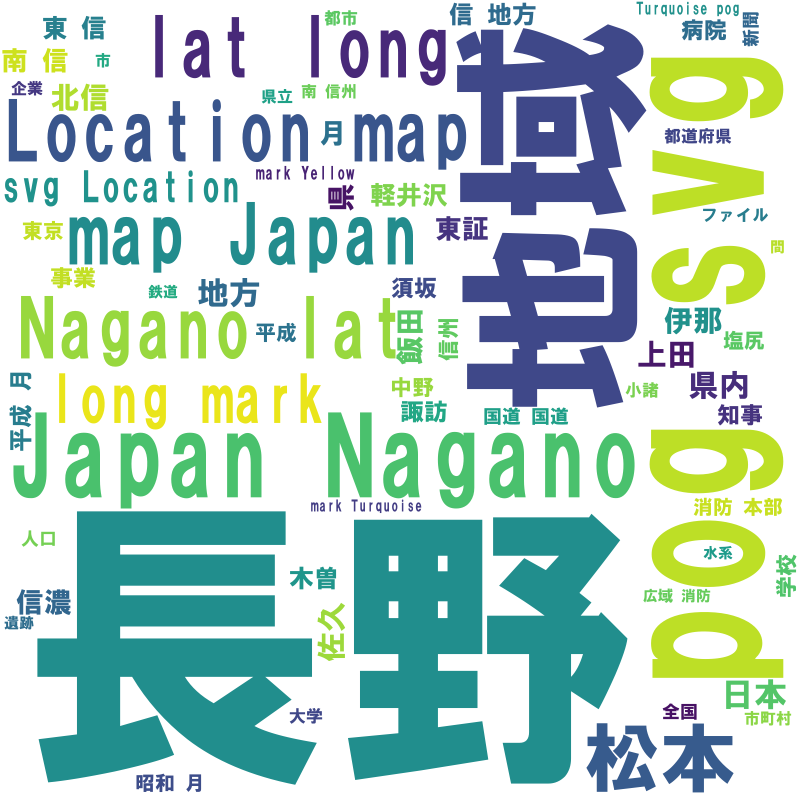 Turquoise pog
都市
信 地方
東 信
病院
新聞
lat long
南 信
市
企業
北信
県立
南 信州
地域
svg
Location map
月
都道府県
mark Yellow
svg Location
県
軽井沢
ファイル
東京
map Japan
東証
間
事業
鉄道
地方
須坂
Nagano lat
平成
飯田
信州
伊那
塩尻
上田
平成 月
long mark
中野
小諸
県内
諏訪
国道 国道
知事
Japan Nagano
pog
mark Turquoise
消防 本部
人口
長野
水系
木曽
学校
信濃
広域 消防
遺跡
佐久
日本
大学
全国
市町村
松本
昭和 月